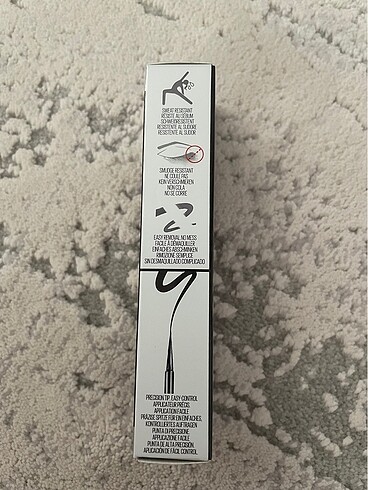 SWEAT RESISTANT
RÉSISTE AU SÉBUM
SCHWEIßRESISTENT
RESISTENTE AL SUDORE
RESISTENTE AL SUDOR
SMUDGE RESISTANT
NE COULE PAS
KEIN VERSCHMIEREN
NON COLA
NO SE CORRE
EASY REMOVAL NO MESS
FACILE À DÉMAQUILLER
EINFACHES ABSCHMINKEN
RIMOZIONE SEMPLICE
SIN DESMAQUILLADO COMPLICADO
PRECISION TIP, EASY CONTROL
APPLICATEUR PRÉCIS,
APPLICATION FACILE
PRÄZISE SPITZE FÜR EIN EINFACHES,
KONTROLLIERTES AUFTRAGEN
PUNTA DI PRECISIONE,
APPLICAZIONE FACILE
PUNTA DE ALTA PRECISIÓN,
APLICACIÓN DE FÁCIL CONTROL